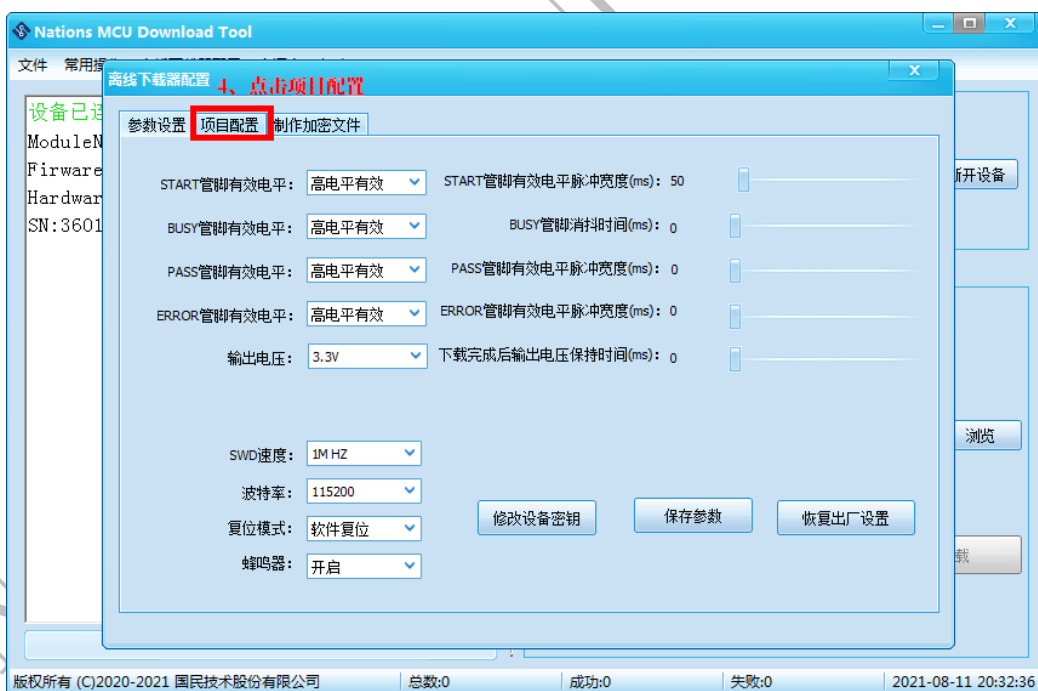 Nations MCU Download Tool
文件 常用操
离线下载器配置 4、点击项目配置
设备已连
ModuleN
Firware
Hardwar
SN:3601
参数设置 项目配置 制作加密文件
START管脚有效电平： 高电平有效 START管脚有效电平脉冲宽度(ms)： 50
BUSY管脚有效电平： 高电平有效 BUSY管脚消抖时间(ms)： 0
PASS管脚有效电平： 高电平有效 PASS管脚有效电平脉冲宽度(ms)： 0
ERROR管脚有效电平： 高电平有效 ERROR管脚有效电平脉冲宽度(ms)： 0
输出电压： 3.3V 下载完成后输出电压保持时间(ms)： 0
SWD速度： 1M HZ
波特率： 115200
复位模式： 软件复位
蜂鸣器： 开启
修改设备密钥 保存参数 恢复出厂设置
开设备
浏览
载
版权所有 (C)2020-2021 国民技术股份有限公司 总数:0 成功:0 失败:0 2021-08-11 20:32:36